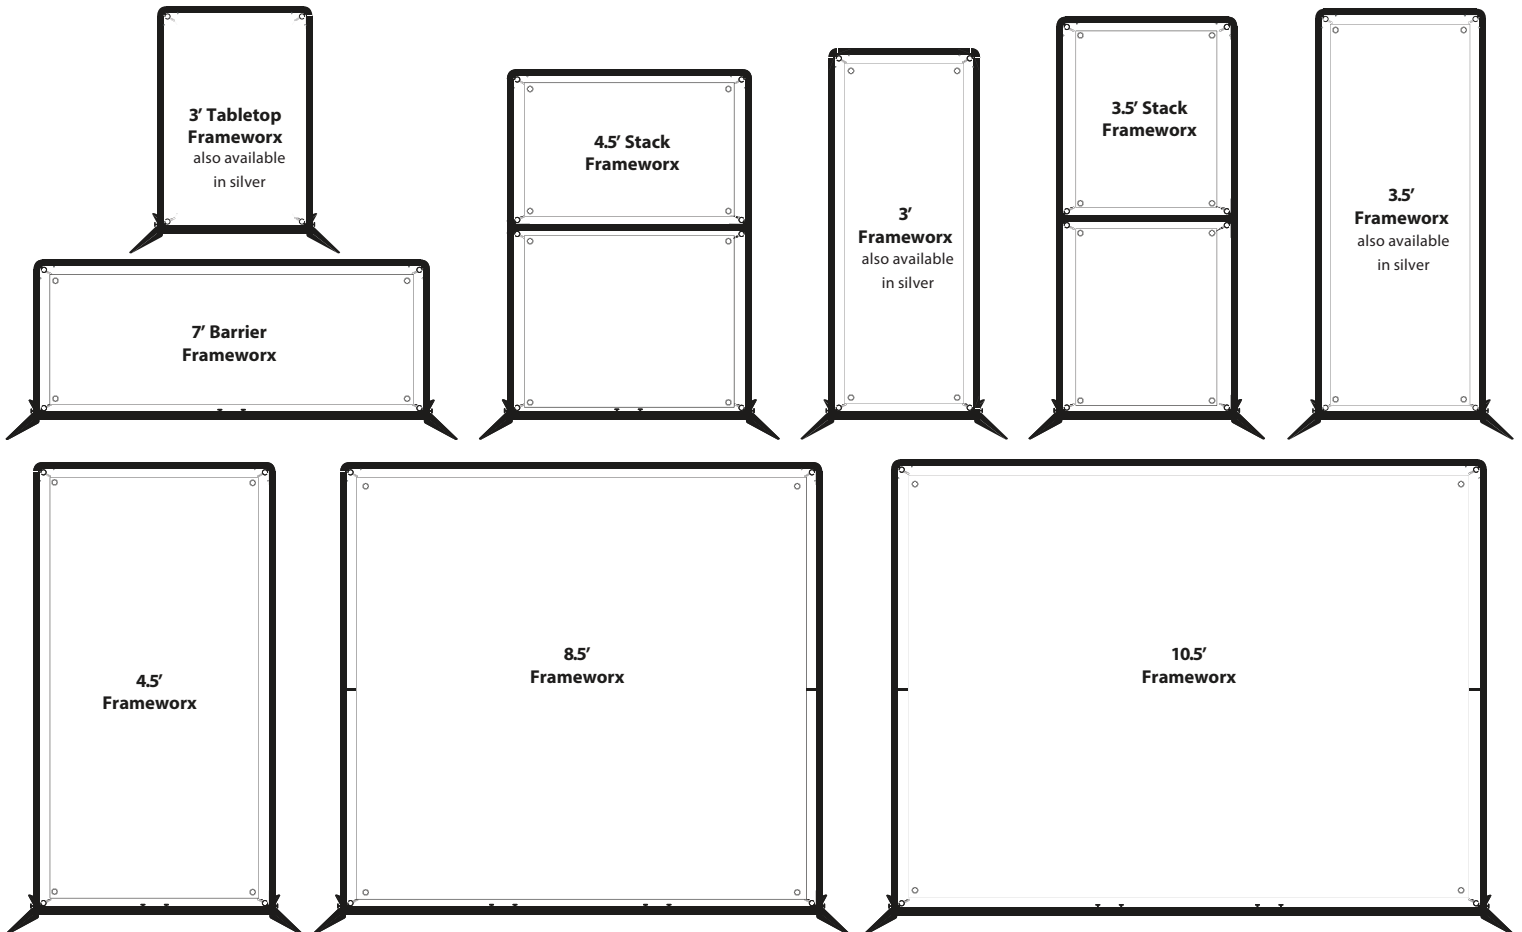 3′ Tabletop
Frameworx
also available
in silver
7′ Barrier
Frameworx
4.5′ Stack
Frameworx
3′
Frameworx
also available
in silver
3.5′ Stack
Frameworx
3.5′
Frameworx
also available
in silver
4.5′
Frameworx
8.5′
Frameworx
10.5′
Frameworx